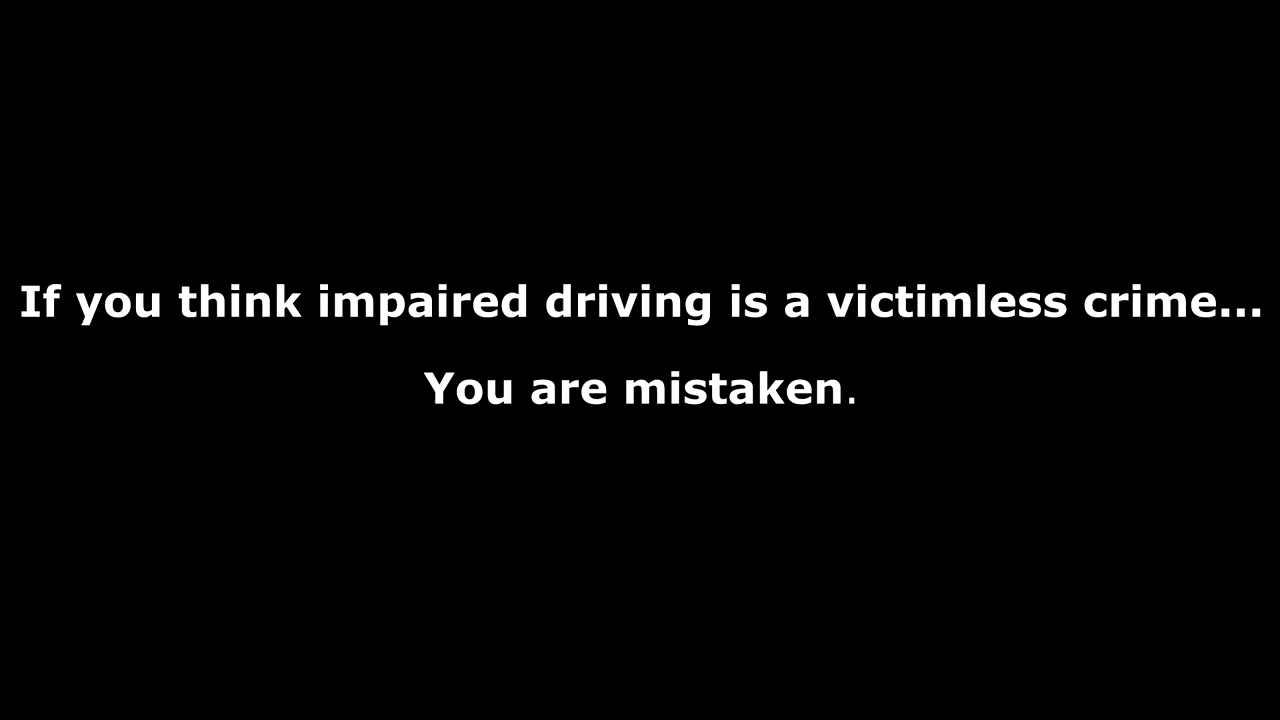 If you think impaired driving is a victimless crime...
You are mistaken.